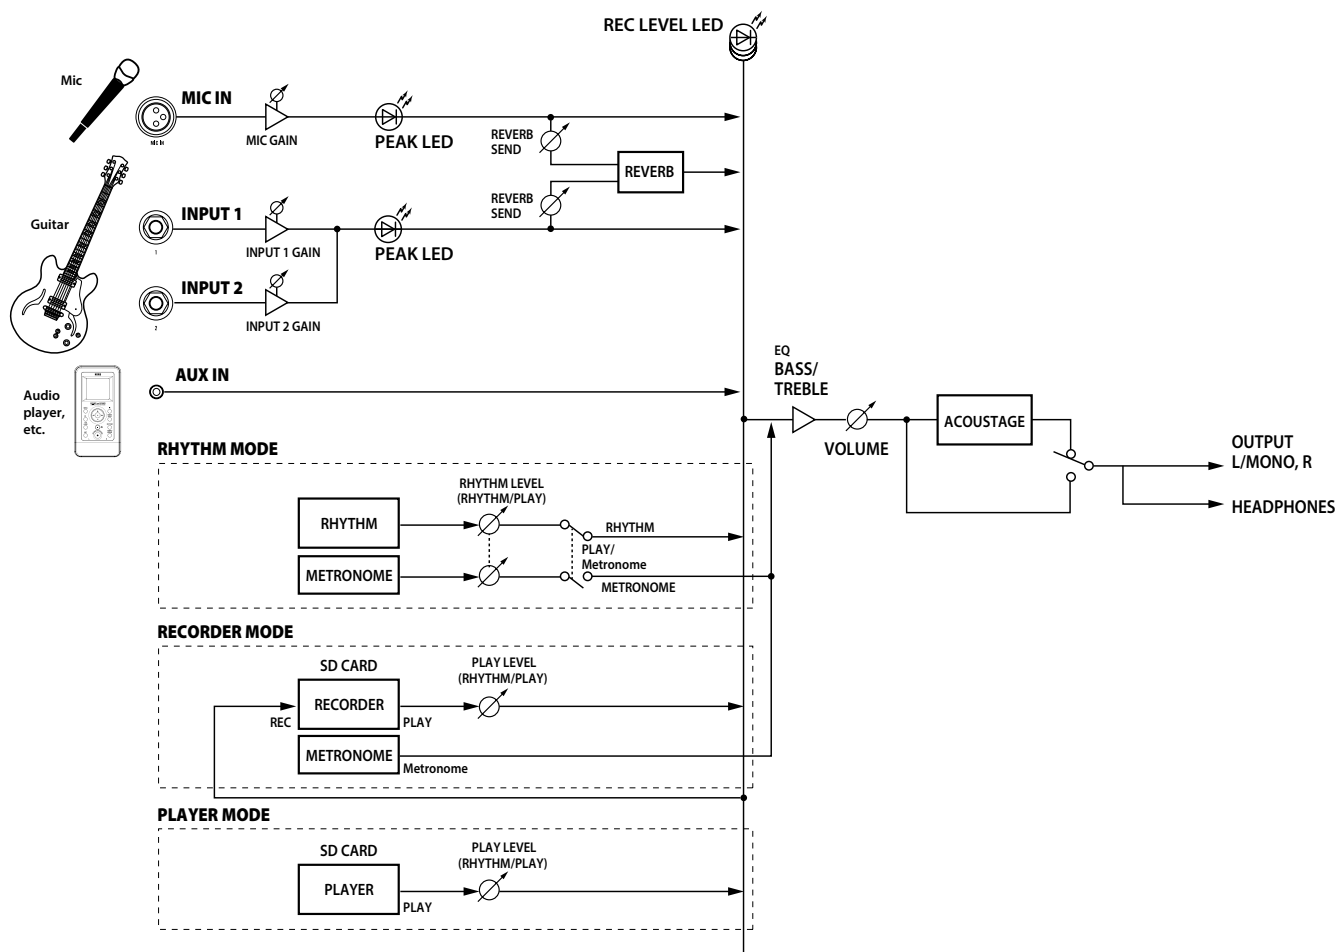 REC LEVEL LED
Mic
MIC IN
MIC IN
MIC GAIN
PEAK LED
REVERB
SEND
REVERB
REVERB
SEND
Guitar
INPUT 1
1
INPUT 1 GAIN
PEAK LED
INPUT 2
2
INPUT 2 GAIN
Audio
player,
etc.
AUX IN
EQ
BASS/
TREBLE
VOLUME
ACOUSTAGE
OUTPUT
L/MONO, R
HEADPHONES
RHYTHM MODE
RHYTHM LEVEL
(RHYTHM/PLAY)
RHYTHM
RHYTHM
PLAY/
Metronome
METRONOME
METRONOME
RECORDER MODE
SD CARD
PLAY LEVEL
(RHYTHM/PLAY)
RECORDER
REC
PLAY
METRONOME
Metronome
PLAYER MODE
SD CARD
PLAY LEVEL
(RHYTHM/PLAY)
PLAYER
PLAY